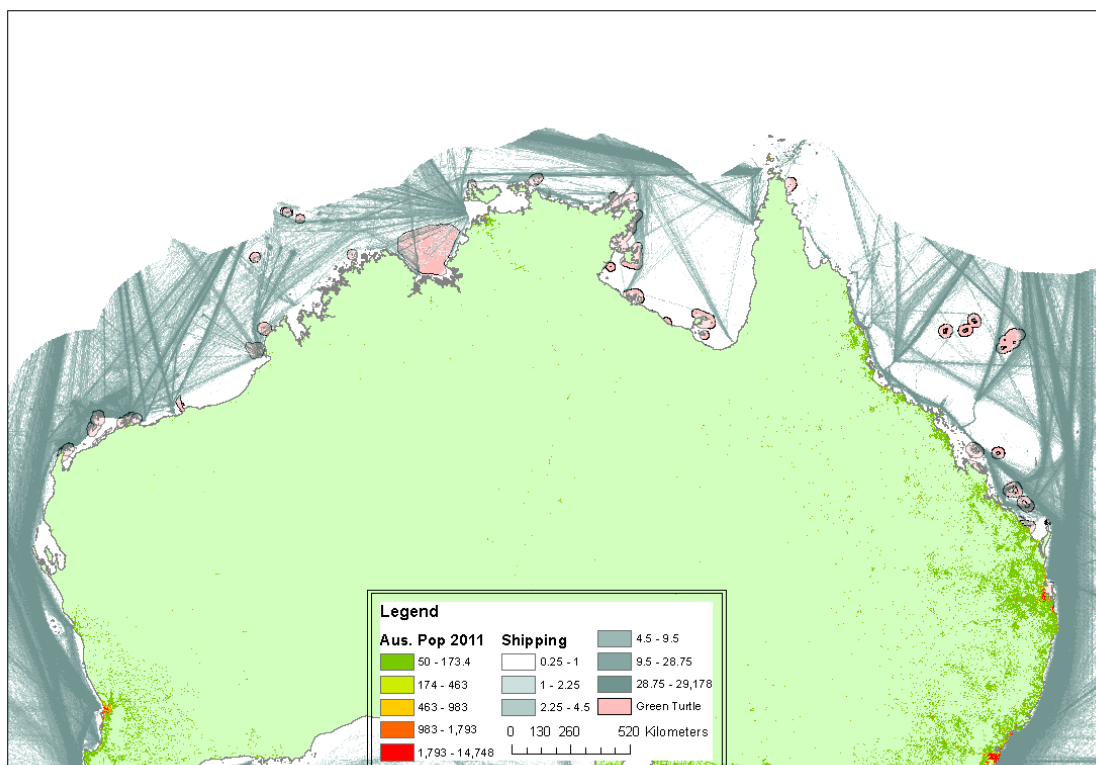 Legend
Aus. Pop 2011
50 - 173.4
174 - 463
463 - 983
983 - 1,793
1,793 - 14,748
Shipping
0.25 - 1
1 - 2.25
2.25 - 4.5
4.5 - 9.5
9.5 - 28.75
28.75 - 29,178
Green Turtle
0 130 260 520 Kilometers